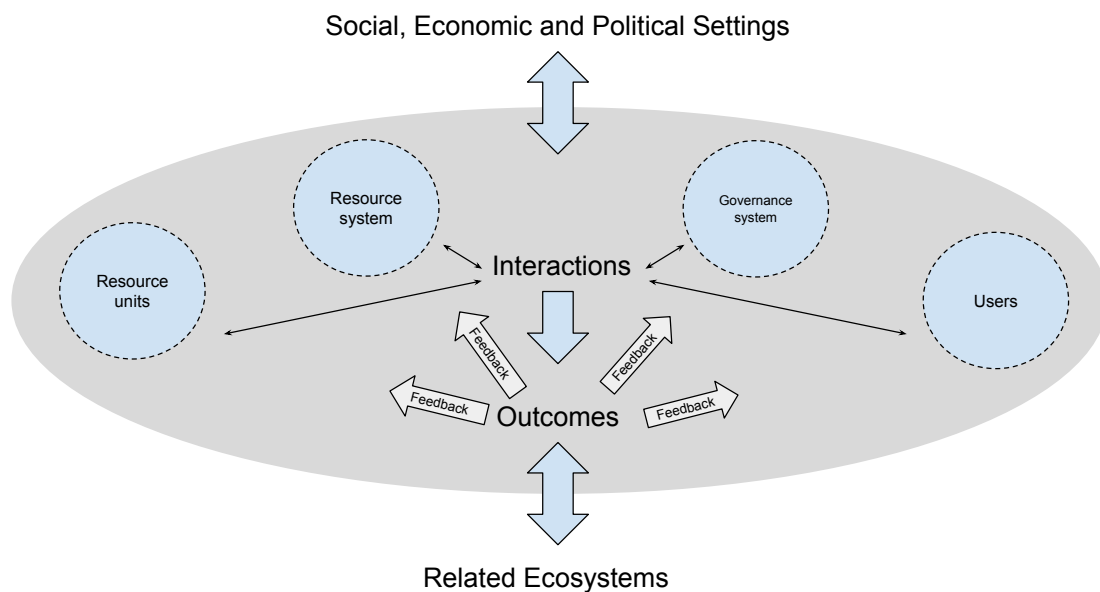 Social, Economic and Political Settings
Resource
system
Governance
system
Resource
units
Interactions
Users
Feedback
Feedback
Feedback
Feedback
Outcomes
Related Ecosystems